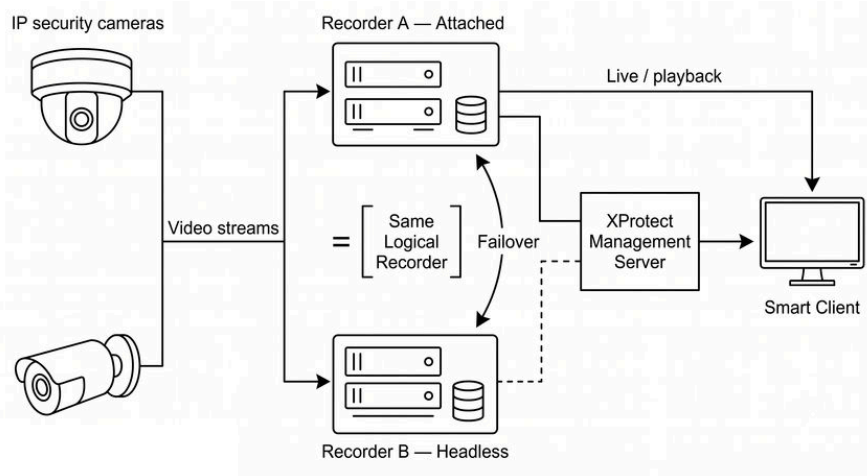 IP security cameras
Recorder A — Attached
Live / playback
Video streams
=
Same
Logical
Recorder
Failover
XProtect
Management
Server
Smart Client
Recorder B — Headless